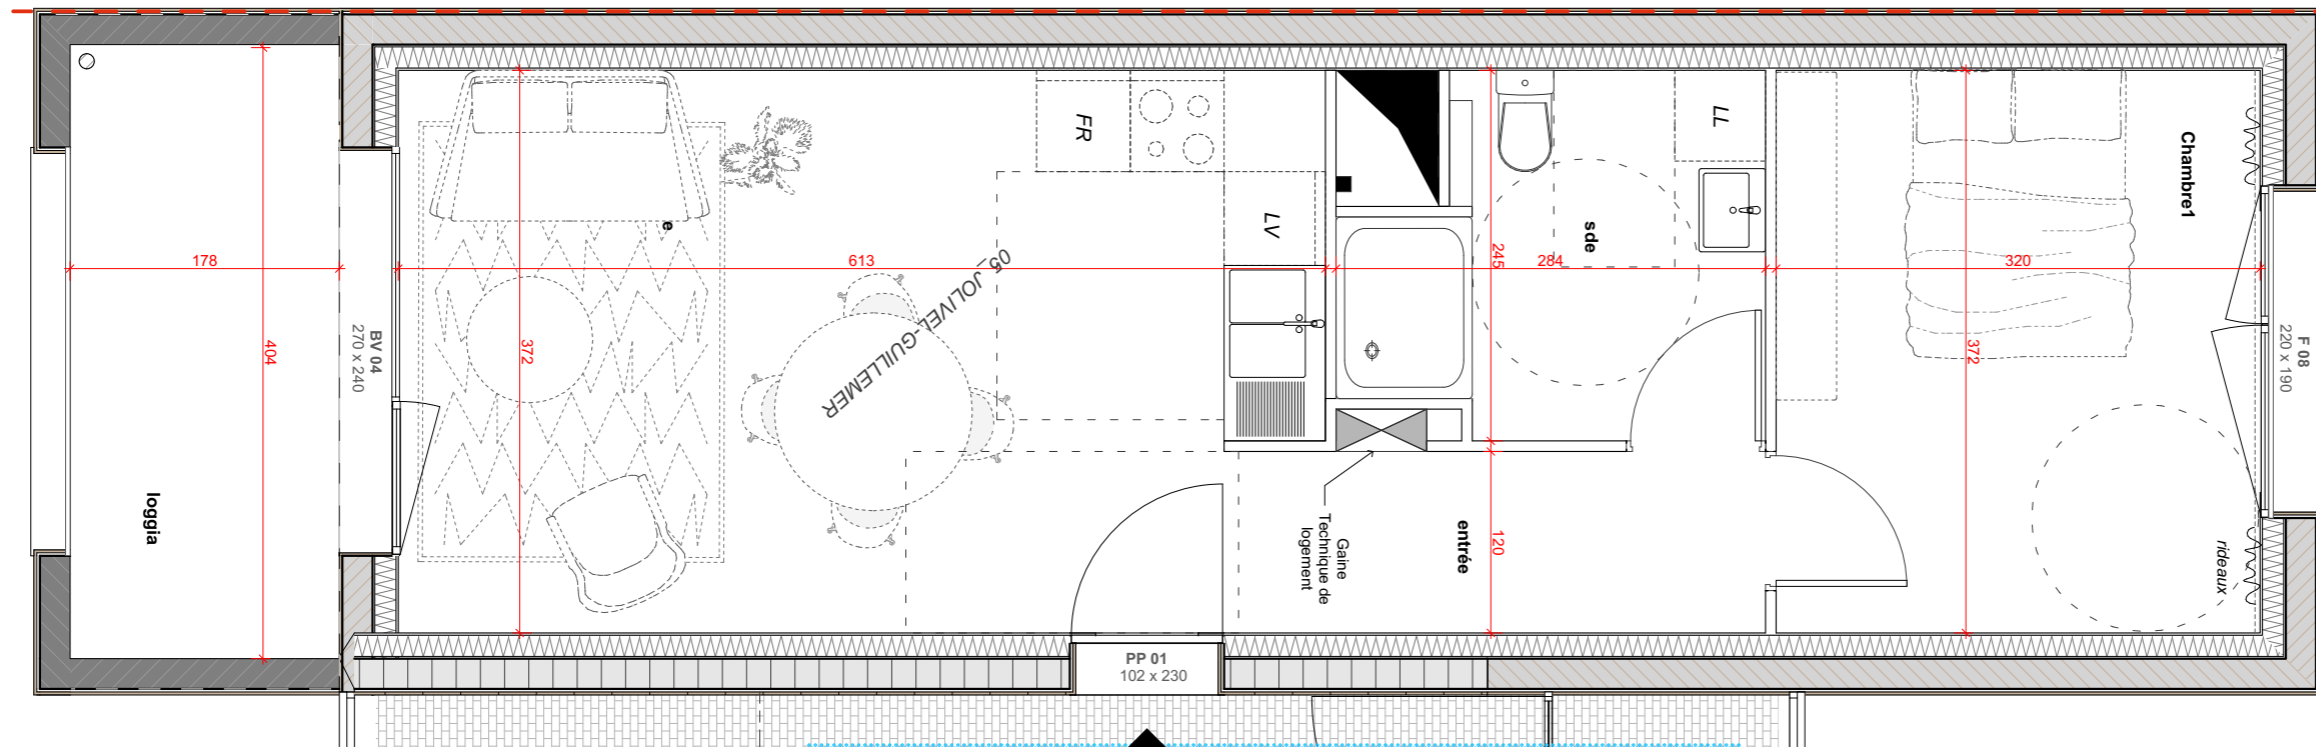 FR
LL
Chambre1
LV
e
sde
178
613
245
284
320
05_JOLIVEL-GUILLEMER
404
BV 04
270 x 240
372
372
F 08
220 x 190
loggia
Gaine
Technique de
logement
entrée
120
rideaux
PP 01
102 x 230